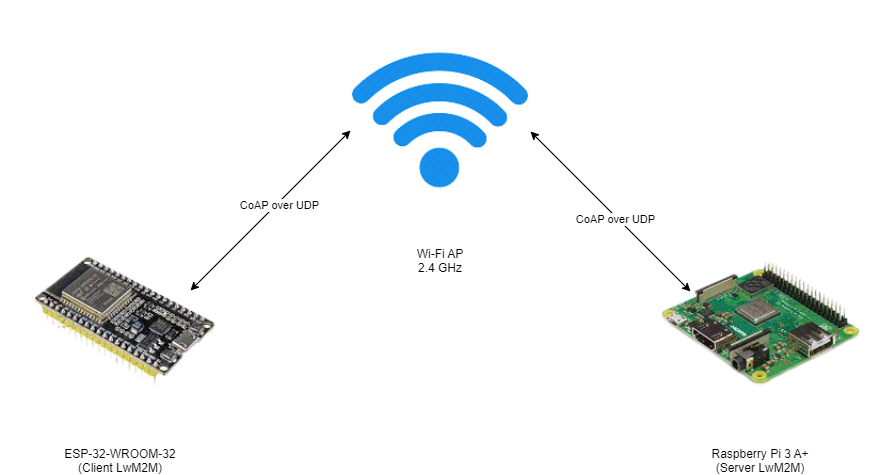 CoAP over UDP
CoAP over UDP
Wi-Fi AP
2.4 GHz
ESP-32-WROOM-32
(Client LwM2M)
Raspberry Pi 3 A+
(Server LwM2M)